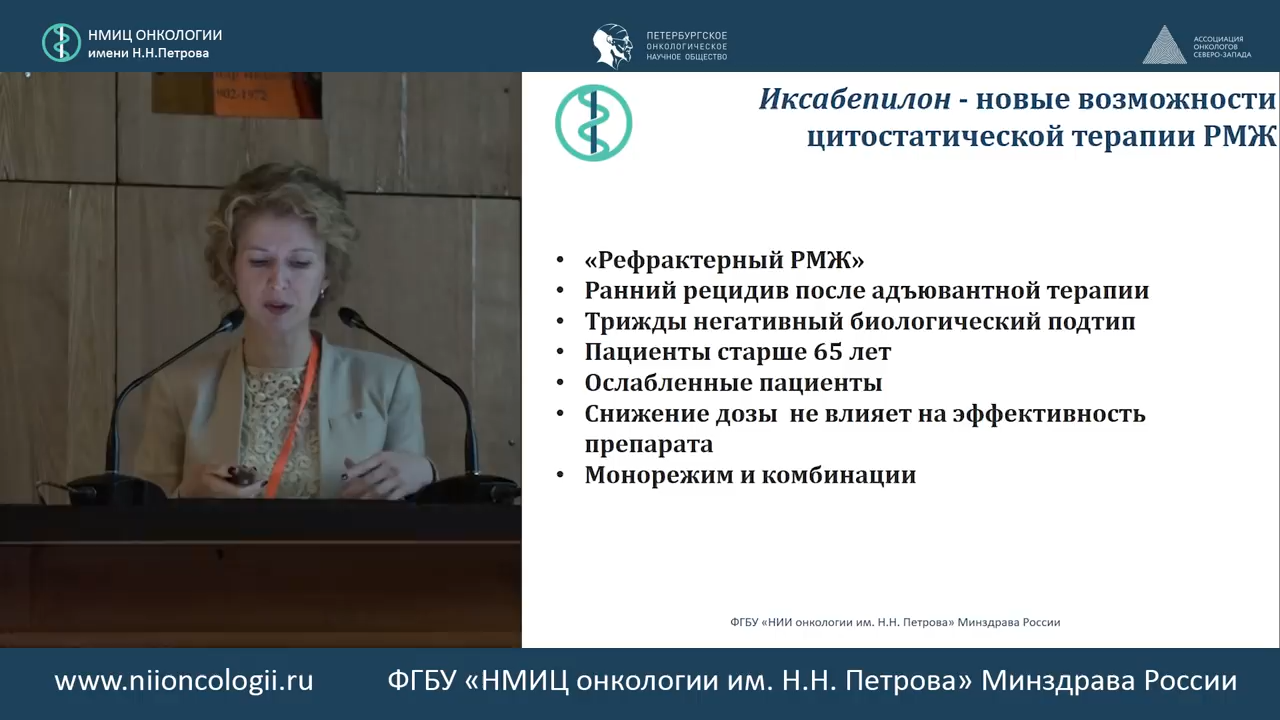 НМИЦ ОНКОЛОГИИ
имени Н.Н.Петрова
ПЕТЕРБУРГСКОЕ
ОНКОЛОГИЧЕСКОЕ
НАУЧНОЕ ОБЩЕСТВО
АССОЦИАЦИЯ
ОНКОЛОГОВ
СЕВЕРО-ЗАПАДА
Иксабепилон - новые возможности
цитостатической терапии РМЖ
• «Рефрактерный РМЖ»
• Ранний рецидив после адъювантной терапии
• Трижды негативный биологический подтип
• Пациенты старше 65 лет
• Ослабленные пациенты
• Снижение дозы не влияет на эффективность
препарата
• Монорежим и комбинации
ФГБУ «НИИ онкологии им. Н.Н. Петрова» Минздрава России
www.niioncologii.ru
ФГБУ «НМИЦ онкологии им. Н.Н. Петрова» Минздрава России